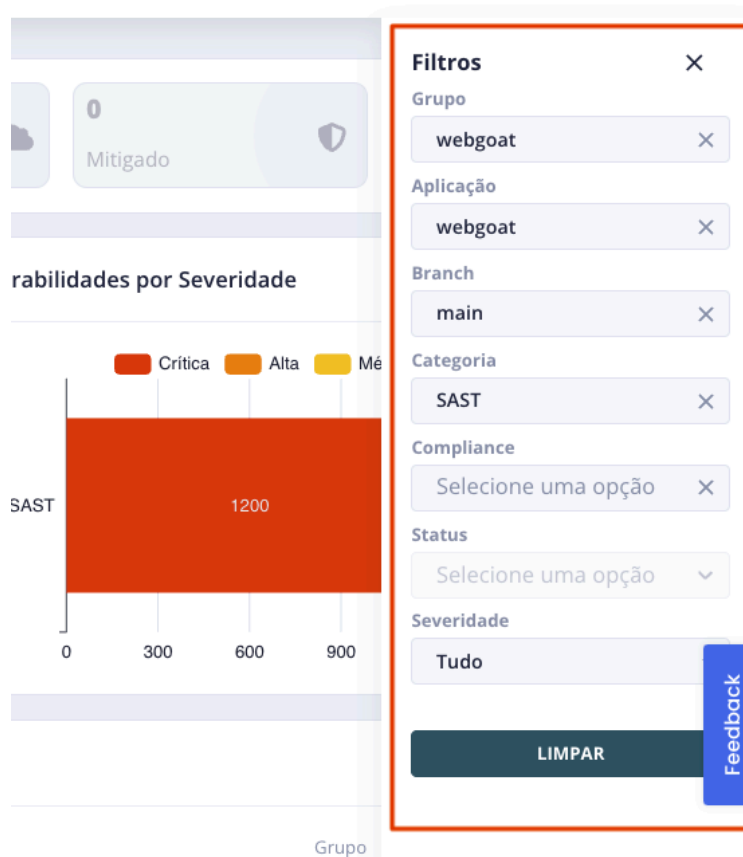 0
Mitigado
rabilidades por Severidade
Crítica
Alta
Mé
SAST
1200
0
300
600
900
Grupo
Filtros
Grupo
webgoat
Aplicação
webgoat
Branch
main
Categoria
SAST
Compliance
Selecione uma opção
Status
Selecione uma opção
Severidade
Tudo
LIMPAR
Feedback